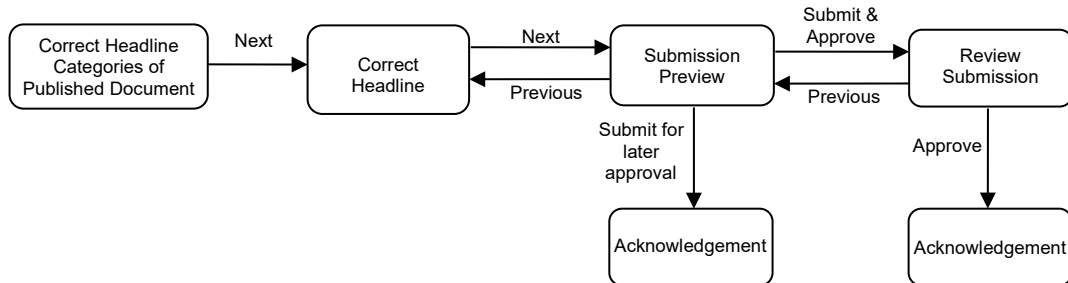 Correct Headline
Categories of
Published Document
Next
Correct
Headline
Next
Previous
Submission
Preview
Submit &
Approve
Previous
Review
Submission
Submit for
later
approval
Approve
Acknowledgement
Acknowledgement